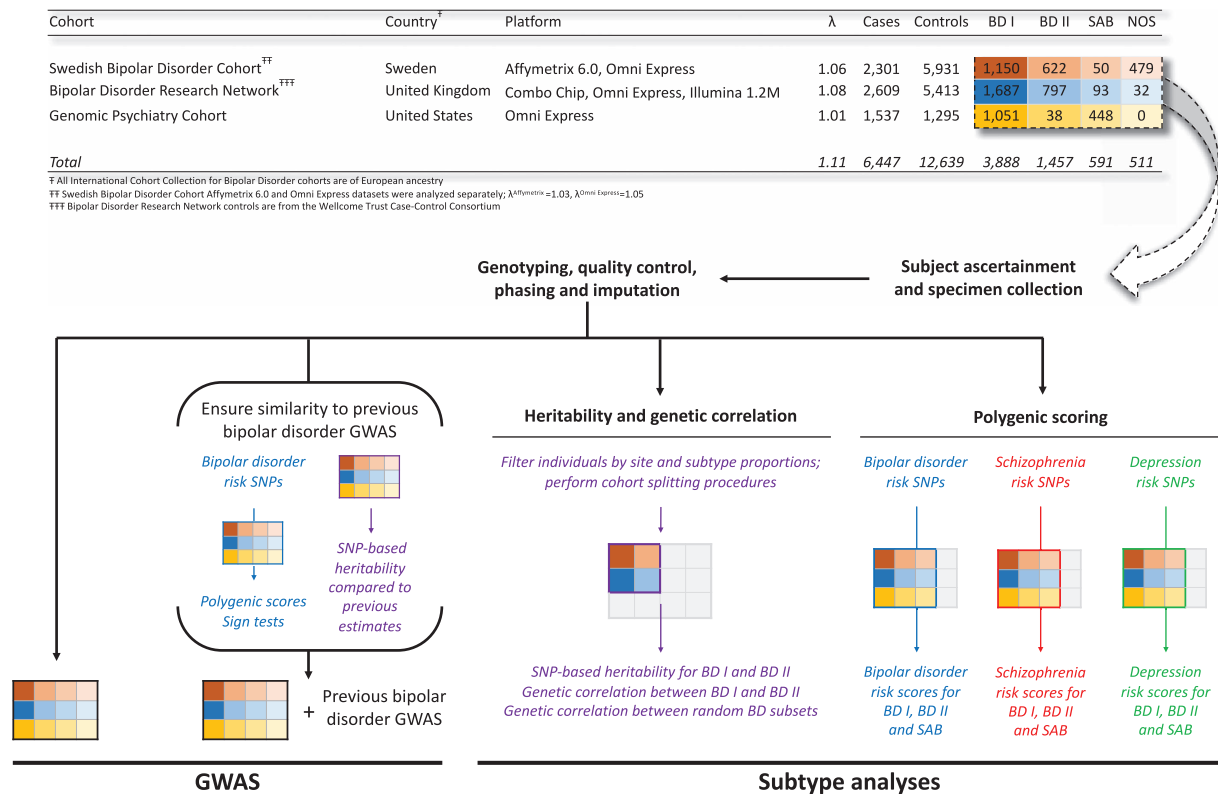 Cohort Country Ŧ Platform λ Cases Controls BD I BD II SAB NOS
Swedish Bipolar Disorder Cohort ŦŦ Sweden Affymetrix 6.0, Omni Express 1.06 2,301 5,931 1,150 622 50 479
Bipolar Disorder Research Network ŦŦŦ United Kingdom Combo Chip, Omni Express, Illumina 1.2M 1.08 2,609 5,413 1,687 797 93 32
Genomic Psychiatry Cohort United States Omni Express 1.01 1,537 1,295 1,051 38 448 0
Total 1.11 6,447 12,639 3,888 1,457 591 511
Ŧ All International Cohort Collection for Bipolar Disorder cohorts are of European ancestry
ŦŦ Swedish Bipolar Disorder Cohort Affymetrix 6.0 and Omni Express datasets were analyzed separately; λ Affymetrix =1.03, λ Omni Express=1.05
ŦŦŦ Bipolar Disorder Research Network controls are from the Wellcome Trust Case-Control Consortium
Subject ascertainment
and specimen collection
Genotyping, quality control,
phasing and imputation
Ensure similarity to previous
bipolar disorder GWAS
Bipolar disorder
risk SNPs
Polygenic scores
Sign tests
SNP-based
heritability
compared to
previous
estimates
+ Previous bipolar
disorder GWAS
GWAS
Heritability and genetic correlation
Filter individuals by site and subtype proportions;
perform cohort splitting procedures
SNP-based heritability for BD I and BD II
Genetic correlation between BD I and BD II
Genetic correlation between random BD subsets
Polygenic scoring
Bipolar disorder
risk SNPs
Bipolar disorder
risk scores for
BD I, BD II
and SAB
Schizophrenia
risk SNPs
Schizophrenia
risk scores for
BD I, BD II
and SAB
Depression
risk SNPs
Depression
risk scores for
BD I, BD II
and SAB
Subtype analyses